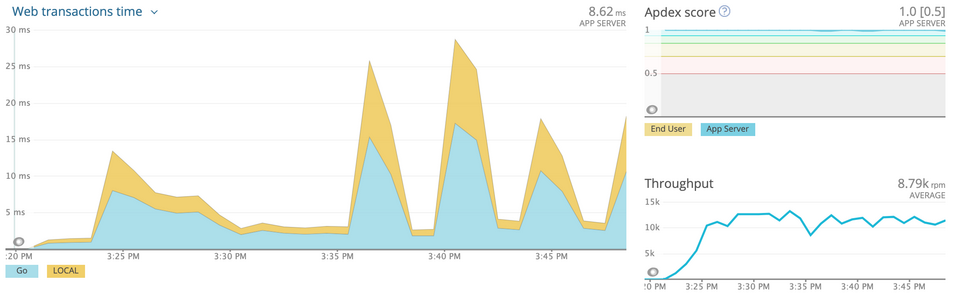 Web transactions time
8.62 ms
APP SERVER
30 ms
25 ms
20 ms
15 ms
10 ms
5 ms
:20 PM 3:25 PM 3:30 PM 3:35 PM 3:40 PM 3:45 PM
Go LOCAL
Apdex score ?
1.0 [0.5]
APP SERVER
1
0.5
End User App Server
Throughput
8.79k rpm
AVERAGE
15k
10k
5k
20 PM 3:25 PM 3:30 PM 3:35 PM 3:40 PM 3:45 PM